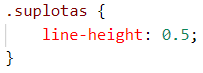 .suplotas {
    line-height: 0.5;
}